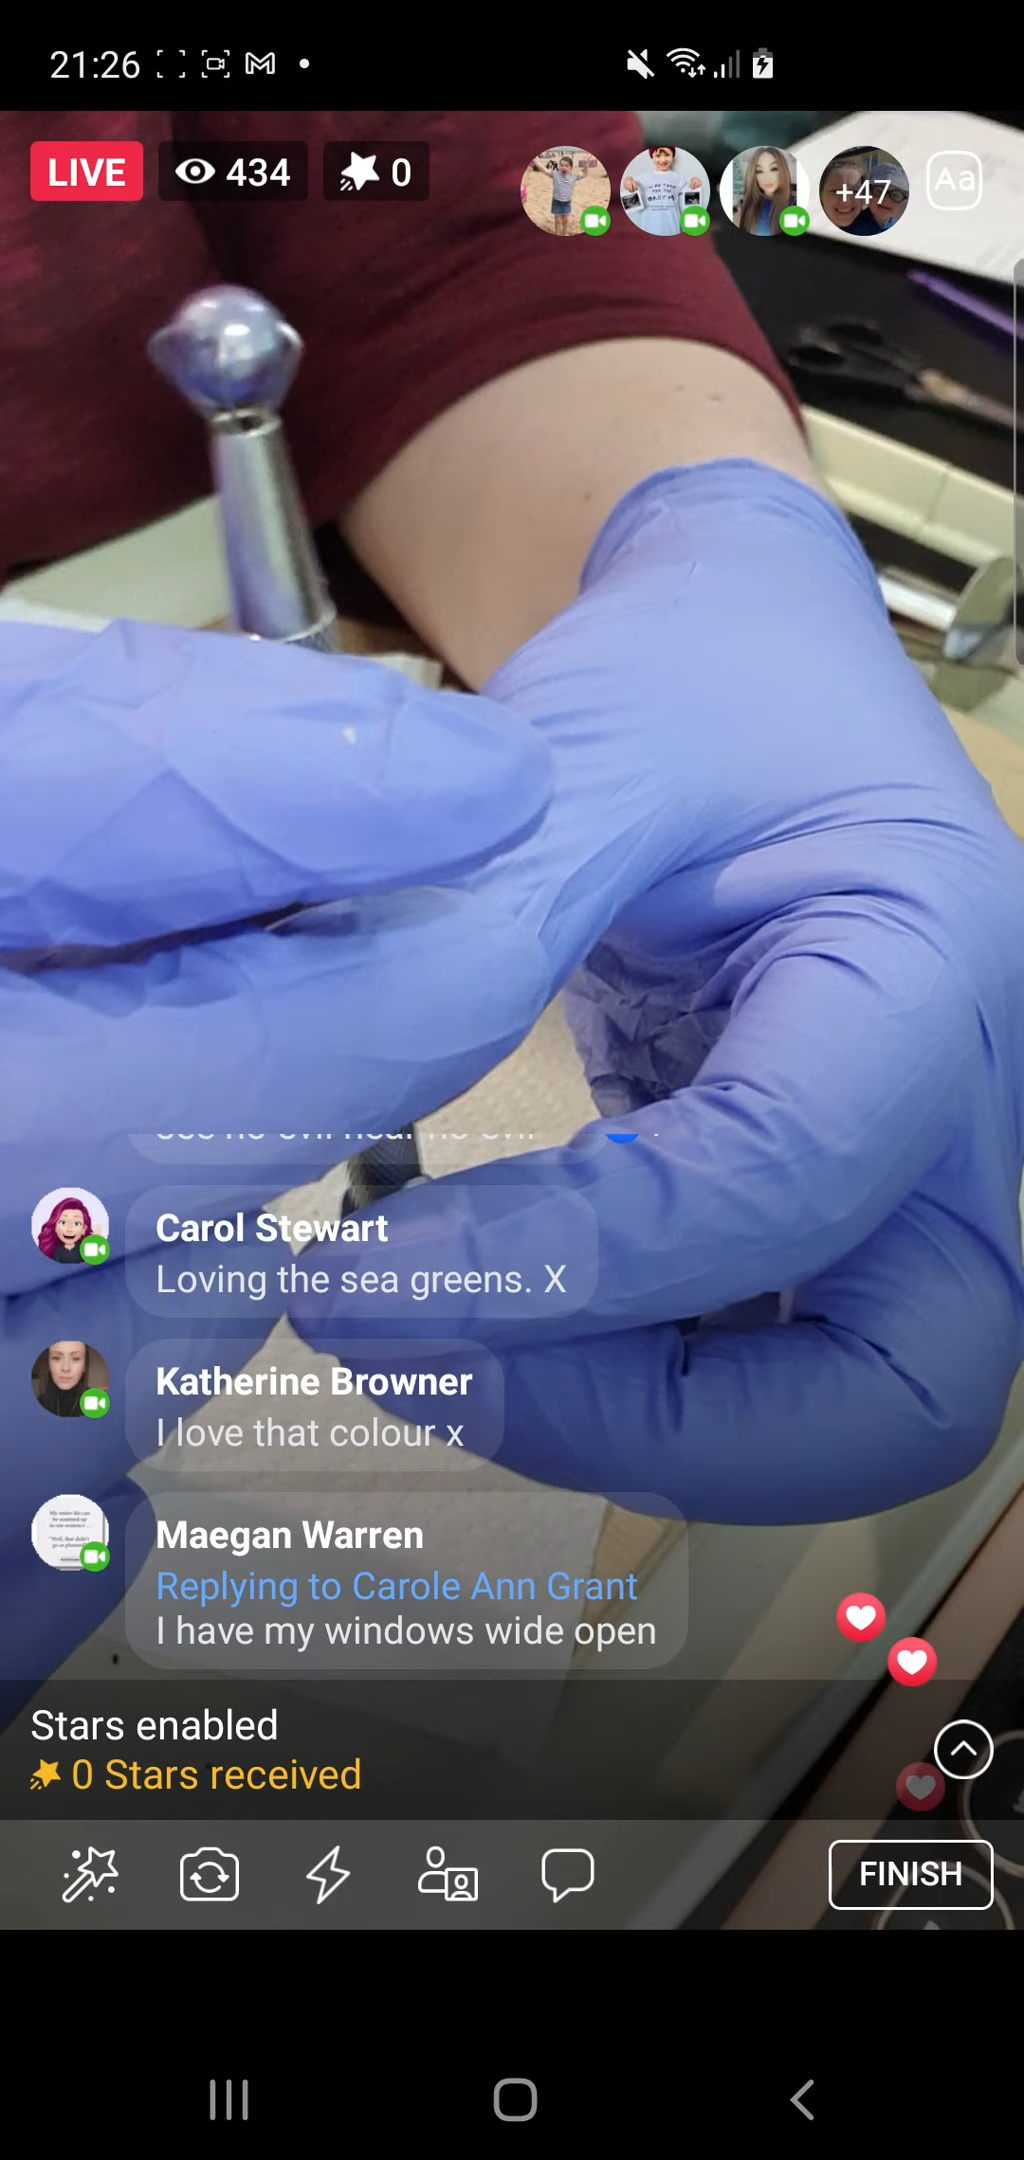 21:26
LIVE 434 0 +47 Aa
Carol Stewart
Loving the sea greens. X
Katherine Browner
I love that colour x
Maegan Warren
Replying to Carole Ann Grant
I have my windows wide open
Stars enabled
0 Stars received
FINISH